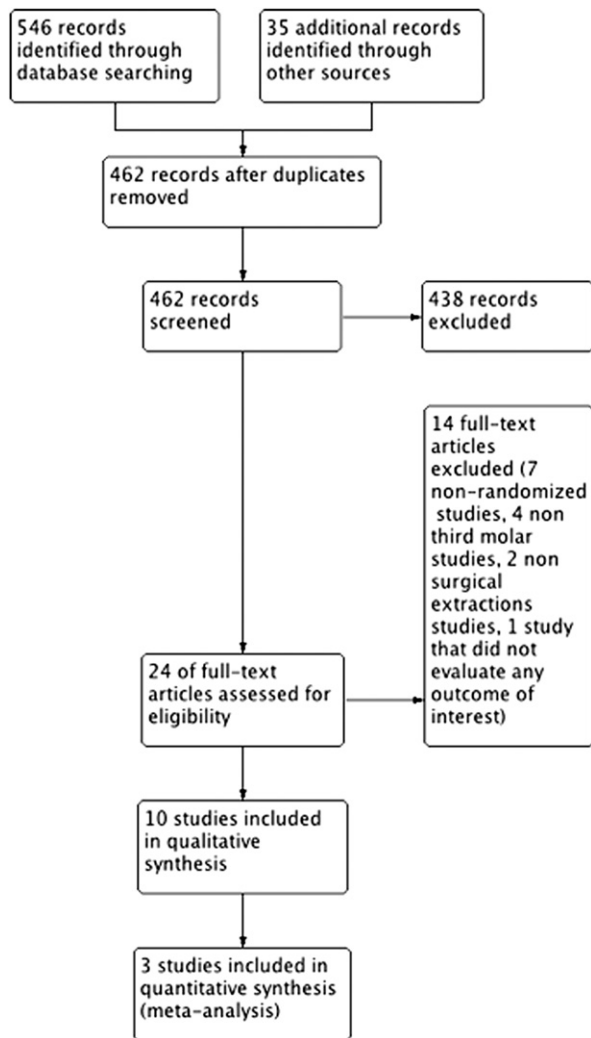 546 records
identified through
database searching
35 additional records
identified through
other sources
462 records after duplicates
removed
462 records
screened
438 records
excluded
14 full-text
articles
excluded (7
non-randomized
studies, 4 non
third molar
studies, 2 non
surgical
extractions
studies, 1 study
that did not
evaluate any
outcome of
interest)
24 of full-text
articles assessed for
eligibility
10 studies included
in qualitative
synthesis
3 studies included in
quantitative synthesis
(meta-analysis)